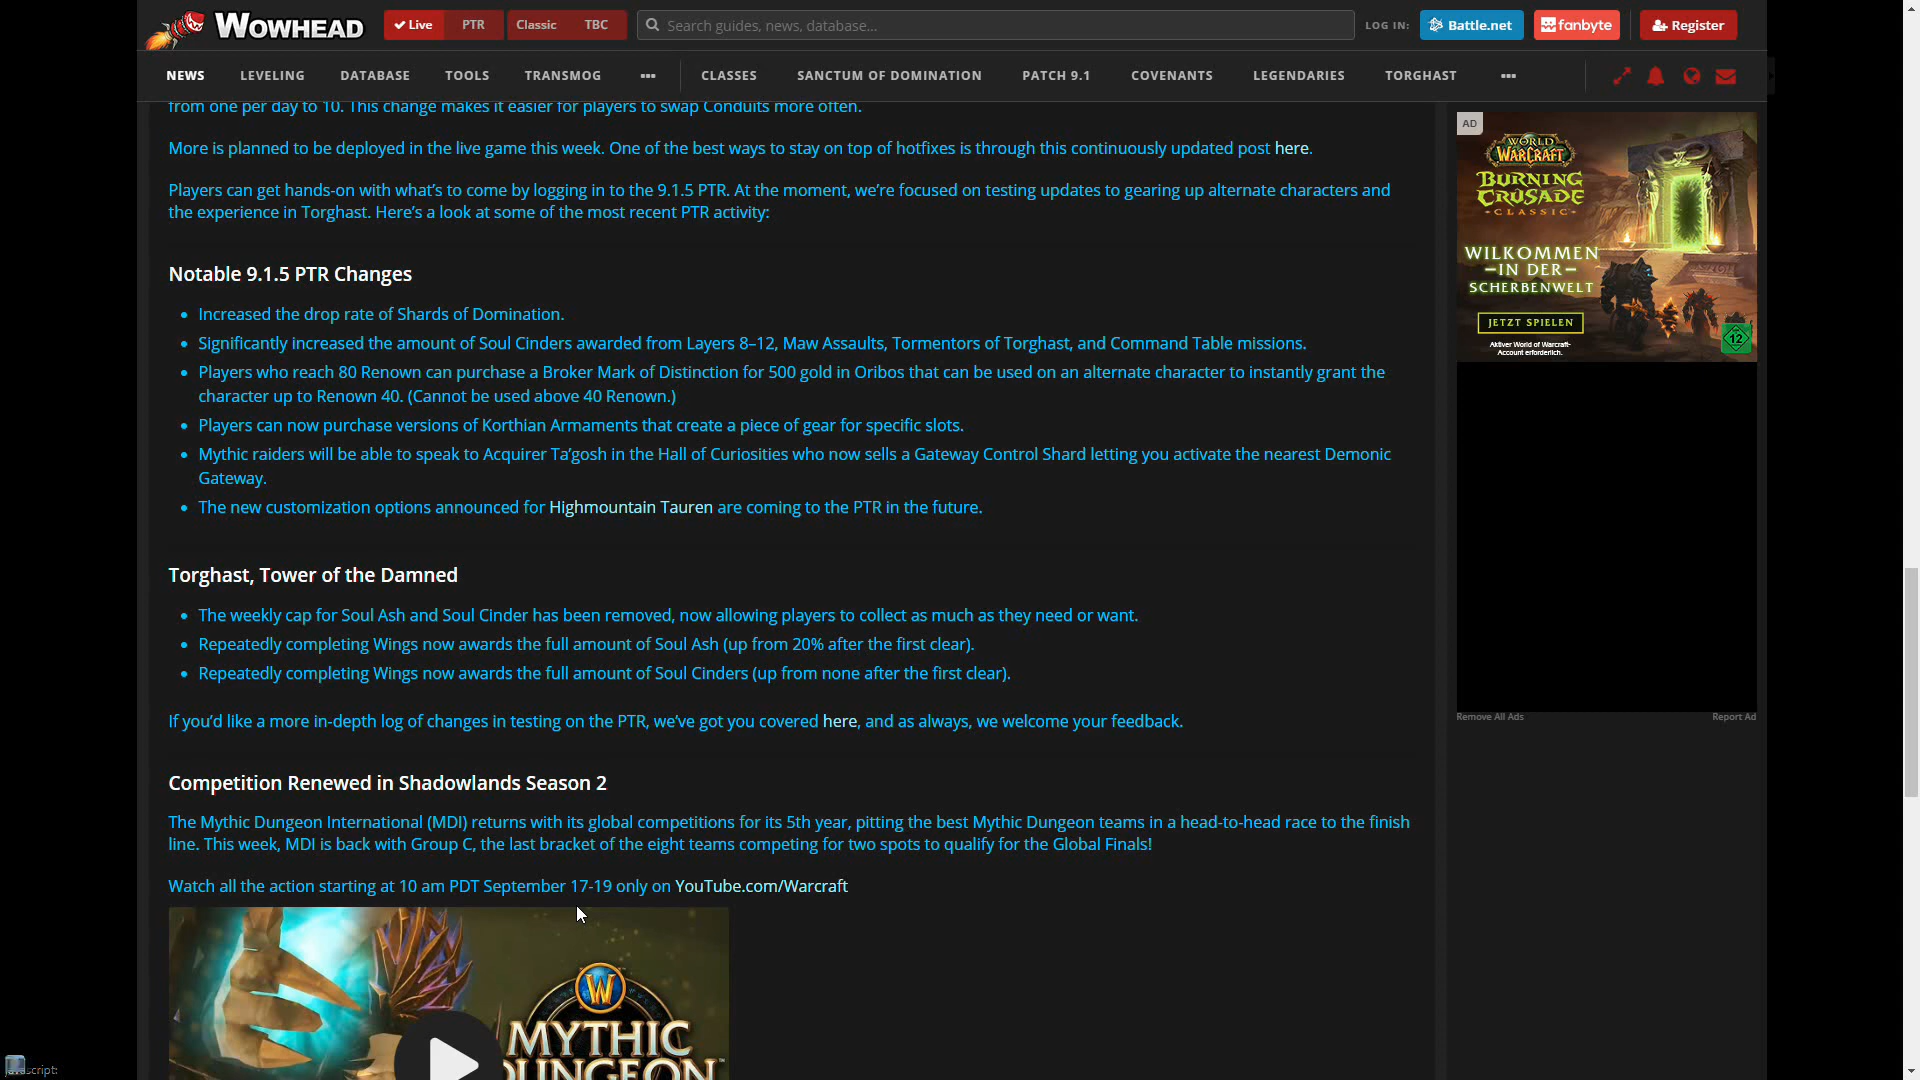 WOWHEAD
Live PTR Classic TBC
Search guides, news, database...
LOG IN: Battle.net fanbyte Register
NEWS LEVELING DATABASE TOOLS TRANSMOG ••• CLASSES SANCTUM OF DOMINATION PATCH 9.1 COVENANTS LEGENDARIES TORGHAST •••
from one per day to 10. This change makes it easier for players to swap Conduits more often.
More is planned to be deployed in the live game this week. One of the best ways to stay on top of hotfixes is through this continuously updated post here.
Players can get hands-on with what’s to come by logging in to the 9.1.5 PTR. At the moment, we’re focused on testing updates to gearing up alternate characters and
the experience in Torghast. Here’s a look at some of the most recent PTR activity:
Notable 9.1.5 PTR Changes
• Increased the drop rate of Shards of Domination.
• Significantly increased the amount of Soul Cinders awarded from Layers 8–12, Maw Assaults, Tormentors of Torghast, and Command Table missions.
• Players who reach 80 Renown can purchase a Broker Mark of Distinction for 500 gold in Oribos that can be used on an alternate character to instantly grant the
character up to Renown 40. (Cannot be used above 40 Renown.)
• Players can now purchase versions of Korthian Armaments that create a piece of gear for specific slots.
• Mythic raiders will be able to speak to Acquirer Ta’gosh in the Hall of Curiosities who now sells a Gateway Control Shard letting you activate the nearest Demonic
Gateway.
• The new customization options announced for Highmountain Tauren are coming to the PTR in the future.
Torghast, Tower of the Damned
• The weekly cap for Soul Ash and Soul Cinder has been removed, now allowing players to collect as much as they need or want.
• Repeatedly completing Wings now awards the full amount of Soul Ash (up from 20% after the first clear).
• Repeatedly completing Wings now awards the full amount of Soul Cinders (up from none after the first clear).
If you’d like a more in-depth log of changes in testing on the PTR, we’ve got you covered here, and as always, we welcome your feedback.
Competition Renewed in Shadowlands Season 2
The Mythic Dungeon International (MDI) returns with its global competitions for its 5th year, pitting the best Mythic Dungeon teams in a head-to-head race to the finish
line. This week, MDI is back with Group C, the last bracket of the eight teams competing for two spots to qualify for the Global Finals!
Watch all the action starting at 10 am PDT September 17-19 only on YouTube.com/Warcraft
W
MYTHIC
DUNGEON
AD
WORLD
OF
WARCRAFT
BURNING
CRUSADE
-CLASSIC-
WILKOMMEN
—IN DER—
SCHERBENWELT
JETZT SPIELEN
Aktiver World of Warcraft-
Account erforderlich.
12
Remove All Ads Report Ad